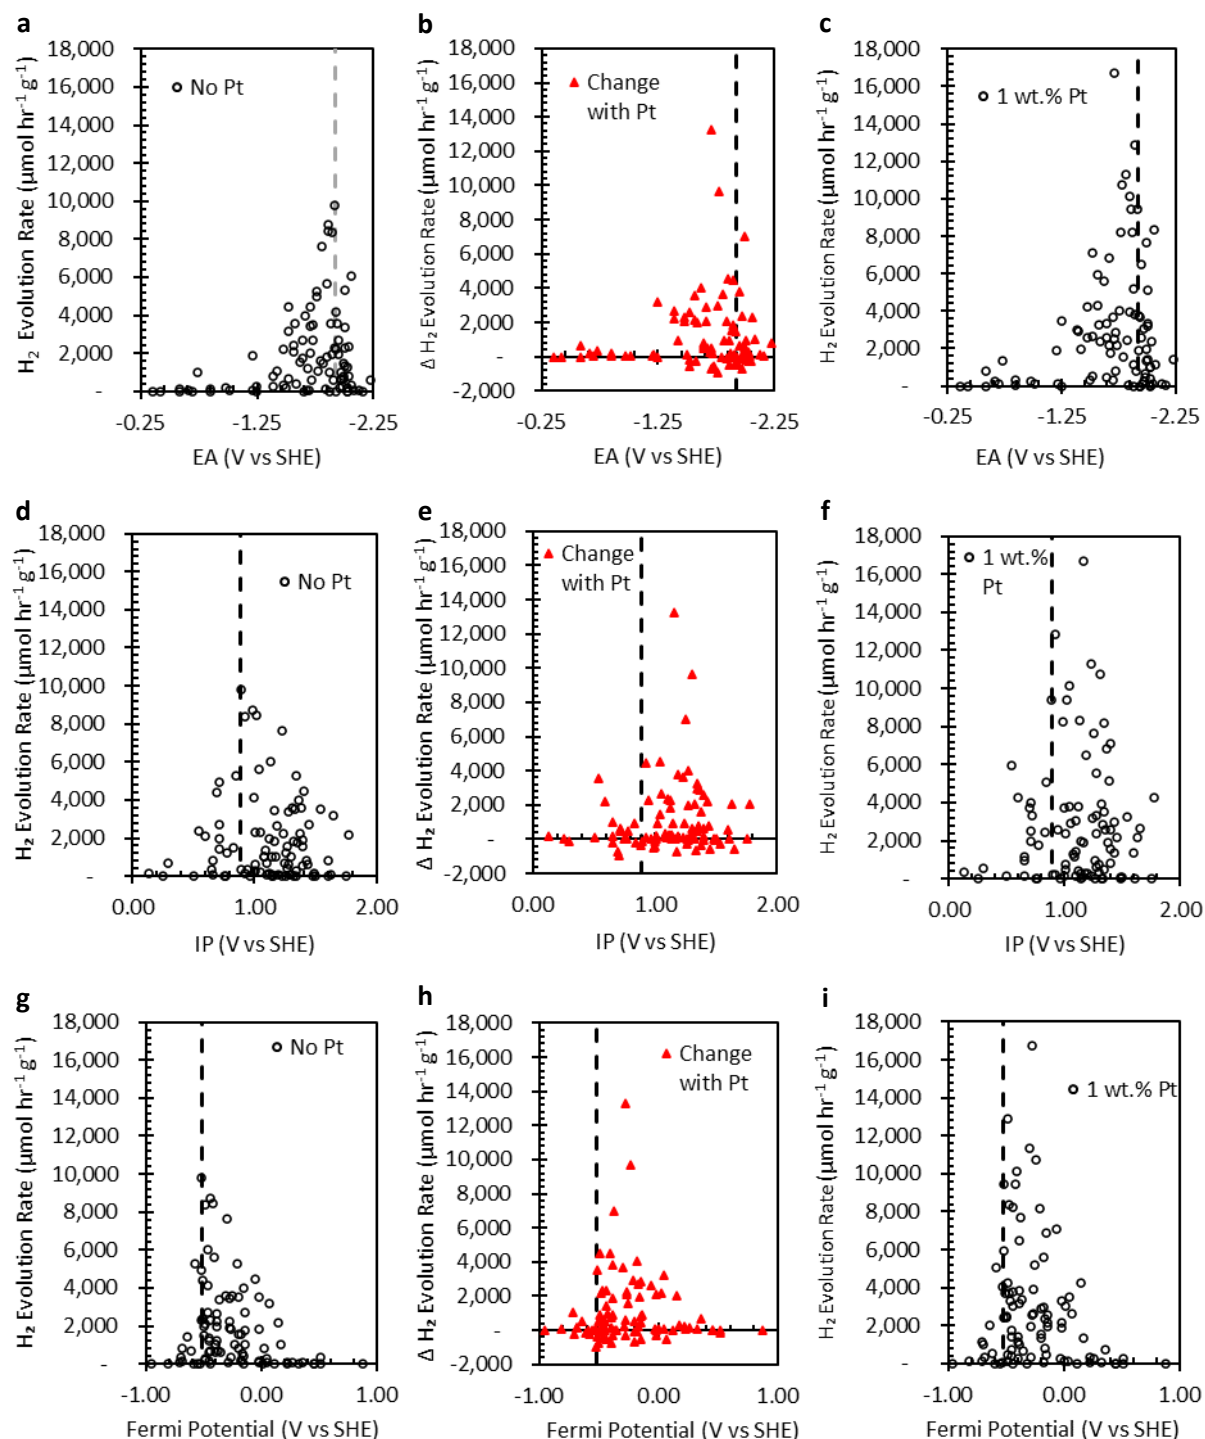 a
18,000
16,000
14,000
12,000
10,000
8,000
6,000
4,000
2,000
-
H₂ Evolution Rate (µmol hr⁻¹ g⁻¹)
No Pt
-0.25 -1.25 -2.25
EA (V vs SHE)
b
18,000
16,000
14,000
12,000
10,000
8,000
6,000
4,000
2,000
-
-2,000
Δ H₂ Evolution Rate (µmol hr⁻¹ g⁻¹)
Change
with Pt
-0.25 -1.25 -2.25
EA (V vs SHE)
c
18,000
16,000
14,000
12,000
10,000
8,000
6,000
4,000
2,000
-
H₂ Evolution Rate (µmol hr⁻¹ g⁻¹)
1 wt.% Pt
-0.25 -1.25 -2.25
EA (V vs SHE)
d
18,000
16,000
14,000
12,000
10,000
8,000
6,000
4,000
2,000
-
H₂ Evolution Rate (µmol hr⁻¹ g⁻¹)
No Pt
0.00 1.00 2.00
IP (V vs SHE)
e
18,000
16,000
14,000
12,000
10,000
8,000
6,000
4,000
2,000
-
-2,000
Δ H₂ Evolution Rate (µmol hr⁻¹ g⁻¹)
Change
with Pt
0.00 1.00 2.00
IP (V vs SHE)
f
18,000
16,000
14,000
12,000
10,000
8,000
6,000
4,000
2,000
-
H₂ Evolution Rate (µmol hr⁻¹ g⁻¹)
1 wt.%
Pt
0.00 1.00 2.00
IP (V vs SHE)
g
18,000
16,000
14,000
12,000
10,000
8,000
6,000
4,000
2,000
-
H₂ Evolution Rate (µmol hr⁻¹ g⁻¹)
No Pt
-1.00 0.00 1.00
Fermi Potential (V vs SHE)
h
18,000
16,000
14,000
12,000
10,000
8,000
6,000
4,000
2,000
-
-2,000
Δ H₂ Evolution Rate (µmol hr⁻¹ g⁻¹)
Change
with Pt
-1.00 0.00 1.00
Fermi Potential (V vs SHE)
i
18,000
16,000
14,000
12,000
10,000
8,000
6,000
4,000
2,000
-
H₂ Evolution Rate (µmol hr⁻¹ g⁻¹)
1 wt.% Pt
-1.00 0.00 1.00
Fermi Potential (V vs SHE)